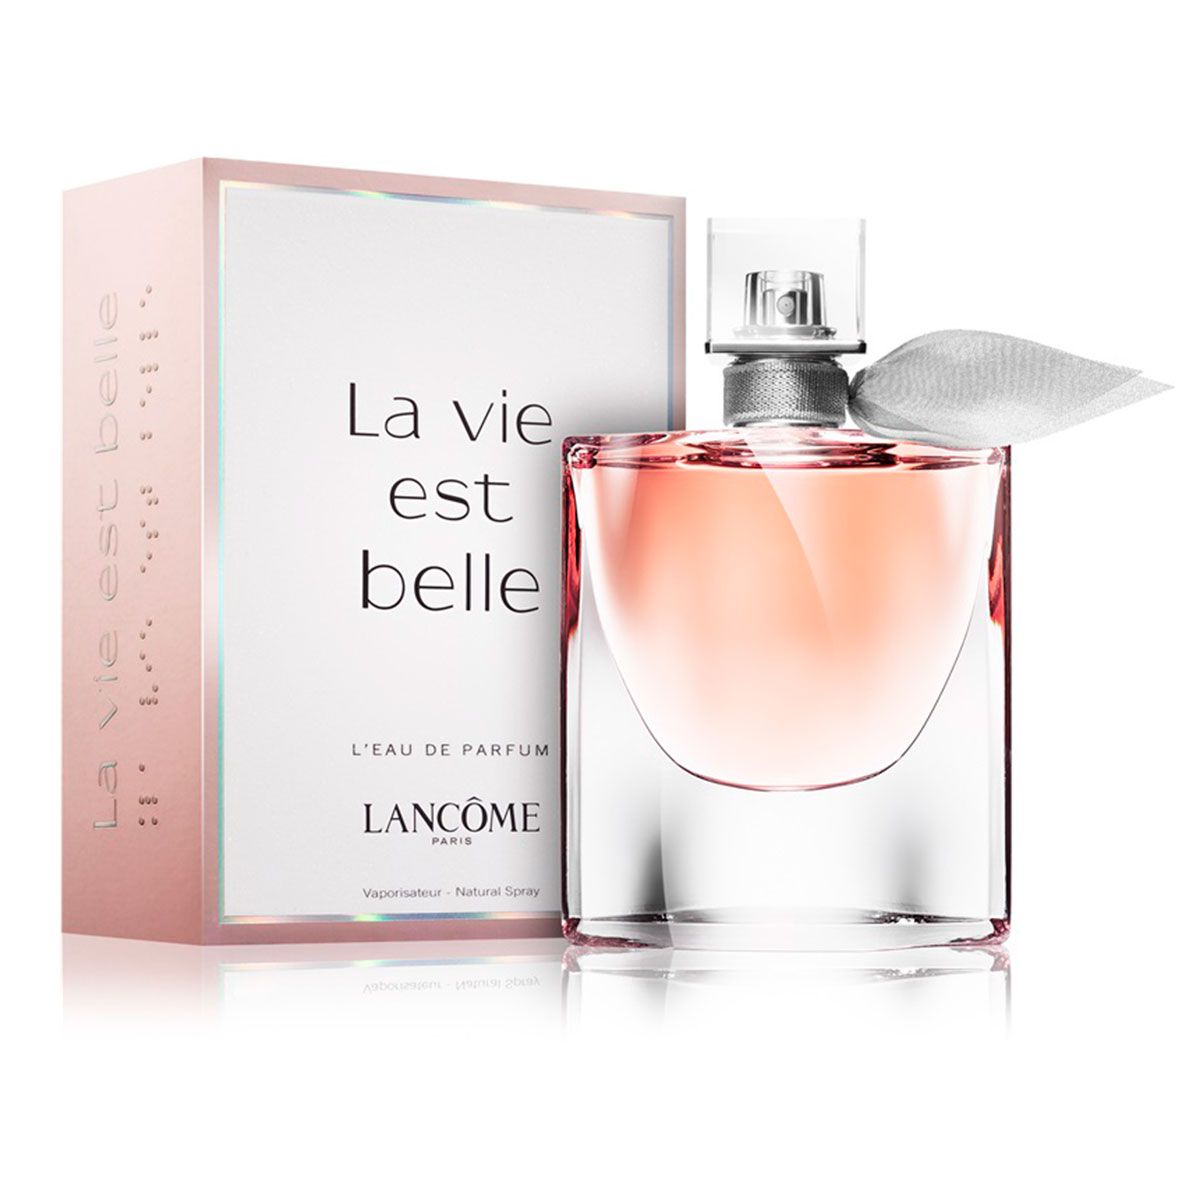 La vie est belle
La vie
est
belle
L'EAU DE PARFUM
LANCÔME
PARIS
Vaporisateur - Natural Spray